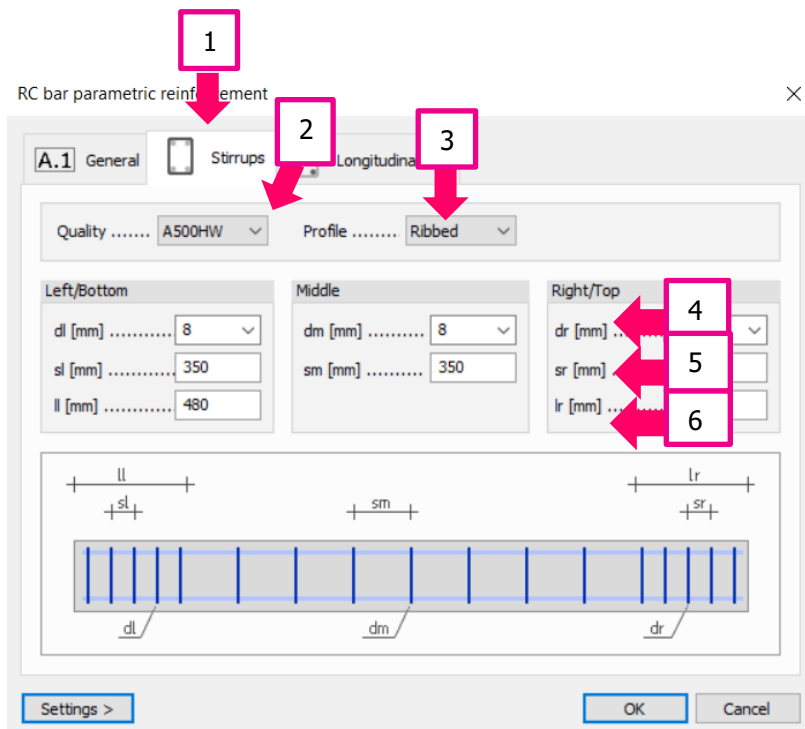 1
RC bar parametric reinf ement
2
3
A.1 General
Stirrups
Longitudina
Quality ....... A500HW
Profile ......... Ribbed
Left/Bottom
Middle
Right/Top
4
dl [mm] ........... 8
dm [mm] .......... 8
dr [mm] ..
sl [mm] ............ 350
sm [mm] .......... 350
sr [mm] .
5
ll [mm] ............ 480
lr [mm] ...
6
ll
lr
sl
sm
sr
dl
dm
dr
Settings >
OK
Cancel